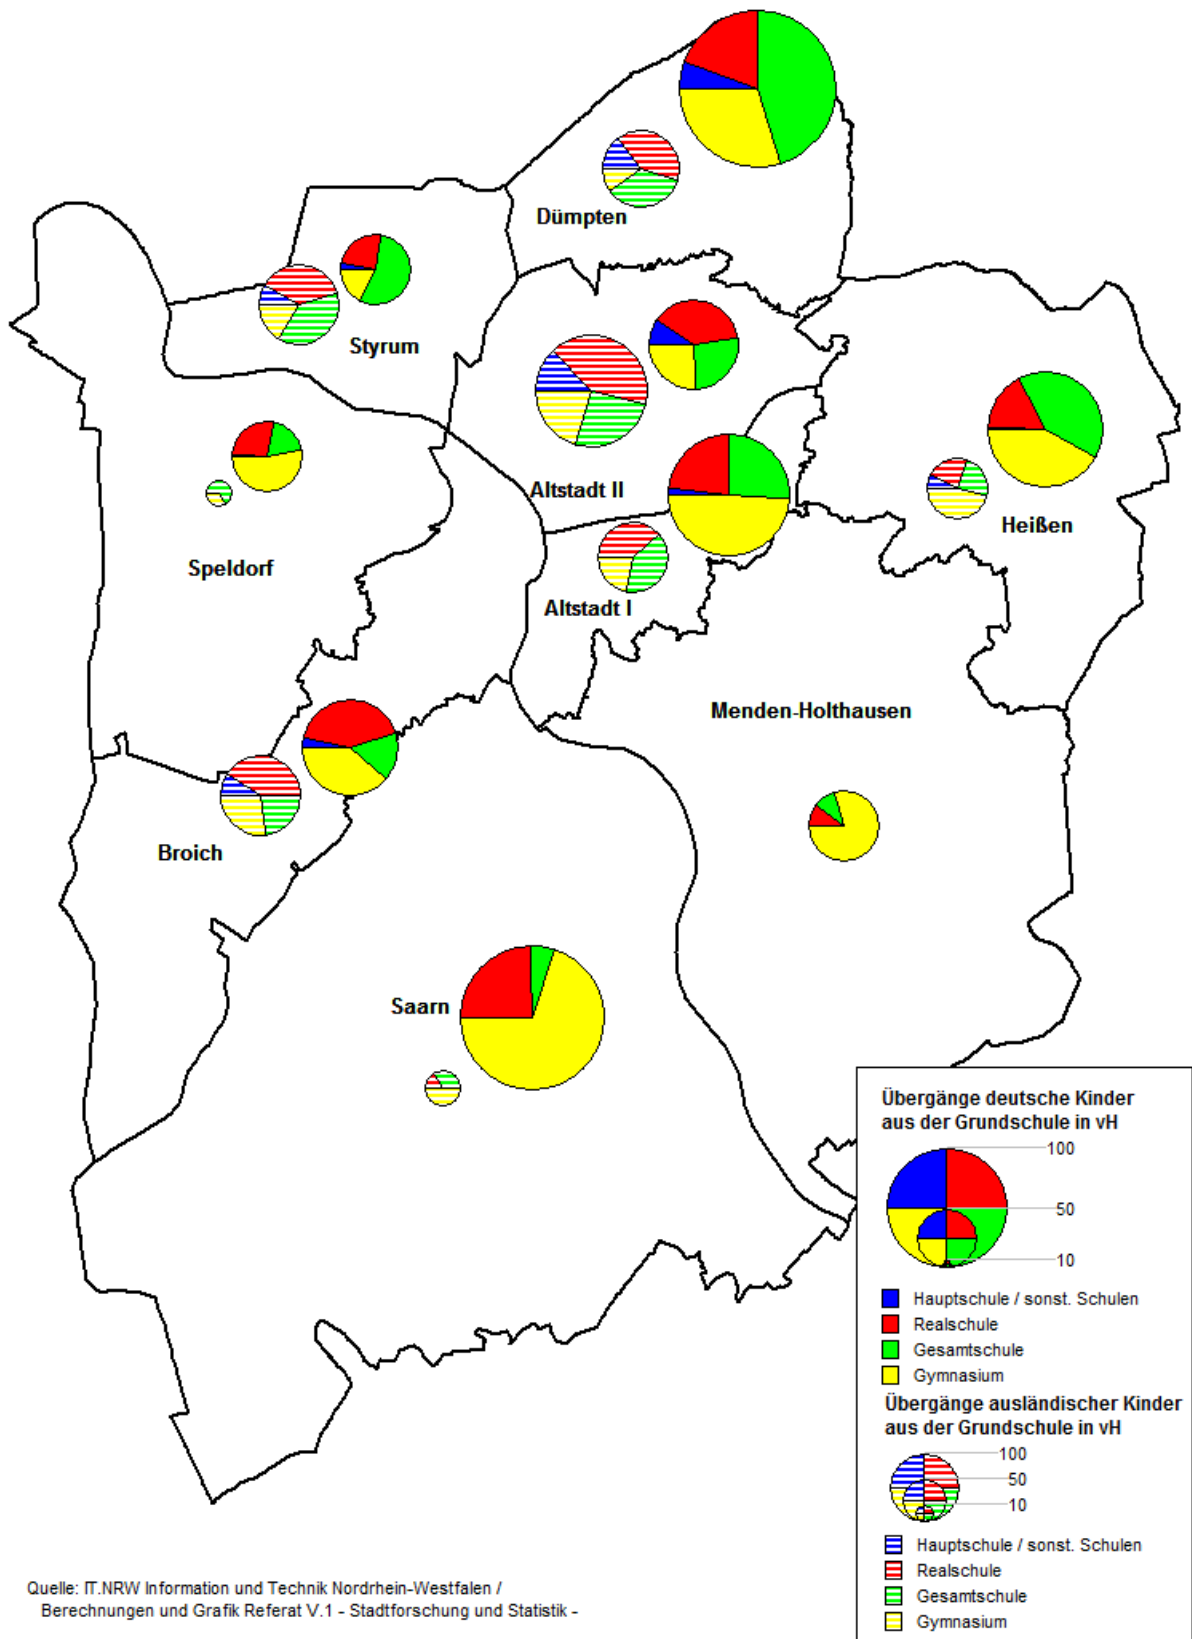 Dümpten
Styrum
Altstadt II
Heißen
Speldorf
Altstadt I
Menden-Holthausen
Broich
Saarn
Übergänge deutsche Kinder
aus der Grundschule in vH
100
50
10
Hauptschule / sonst. Schulen
Realschule
Gesamtschule
Gymnasium
Übergänge ausländischer Kinder
aus der Grundschule in vH
100
50
10
Hauptschule / sonst. Schulen
Realschule
Gesamtschule
Gymnasium
Quelle: IT.NRW Information und Technik Nordrhein-Westfalen /
Berechnungen und Grafik Referat V.1 - Stadtforschung und Statistik -